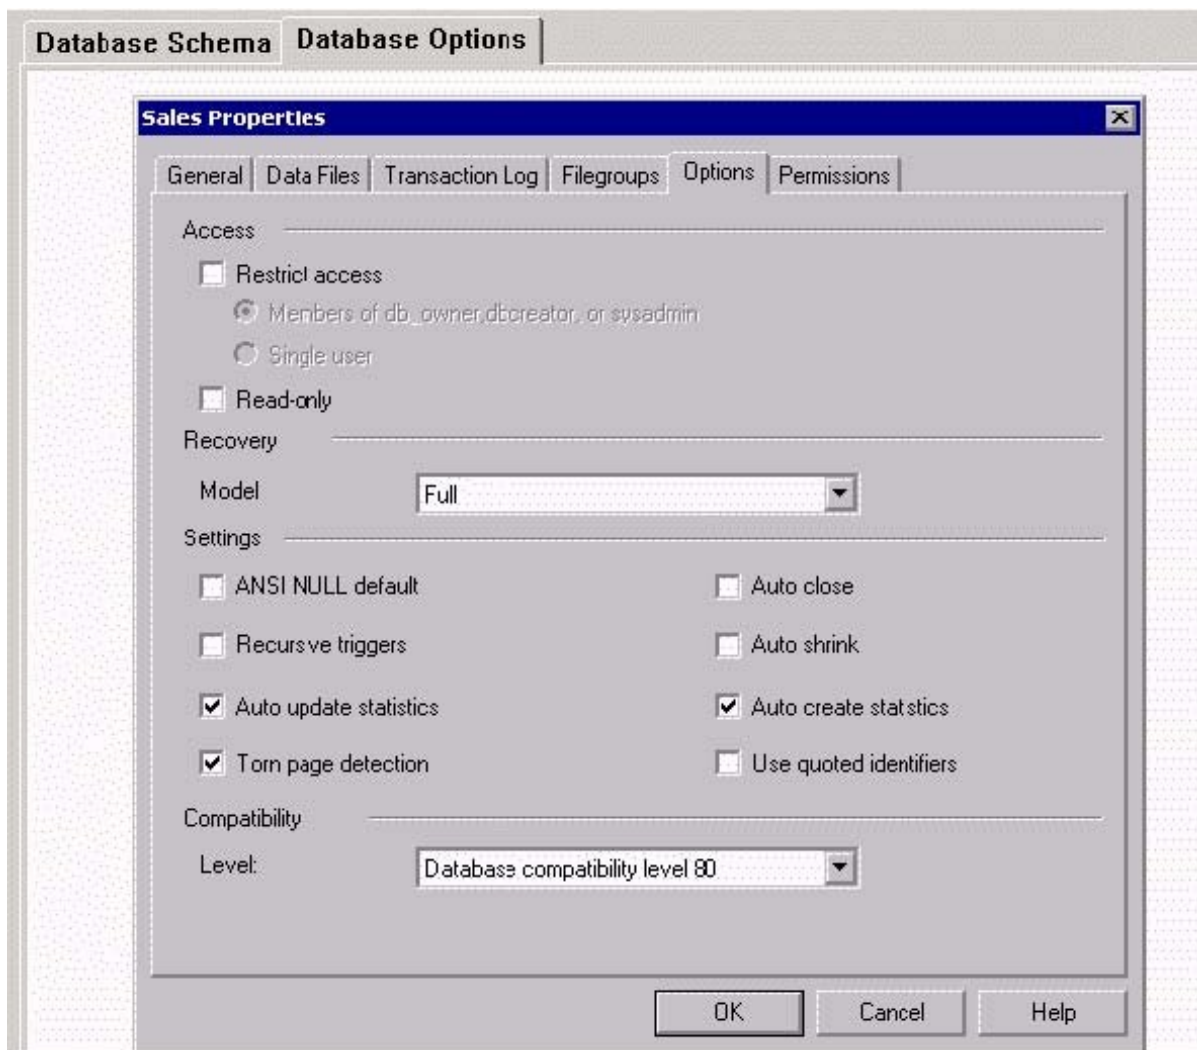 Database Schema Database Options
Sales Properties
General Data Files Transaction Log Filegroups Options Permissions
Access
Restrict access
Members of db_owner,dbcreator, or sysadmin
Single user
Read-only
Recovery
Model Full
Settings
ANSI NULL default Auto close
Recursve triggers Auto shrink
Auto update statistics Auto create statstics
Torn page detection Use quoted identifiers
Compatibility
Level: Database compatibility level 80
OK Cancel Help